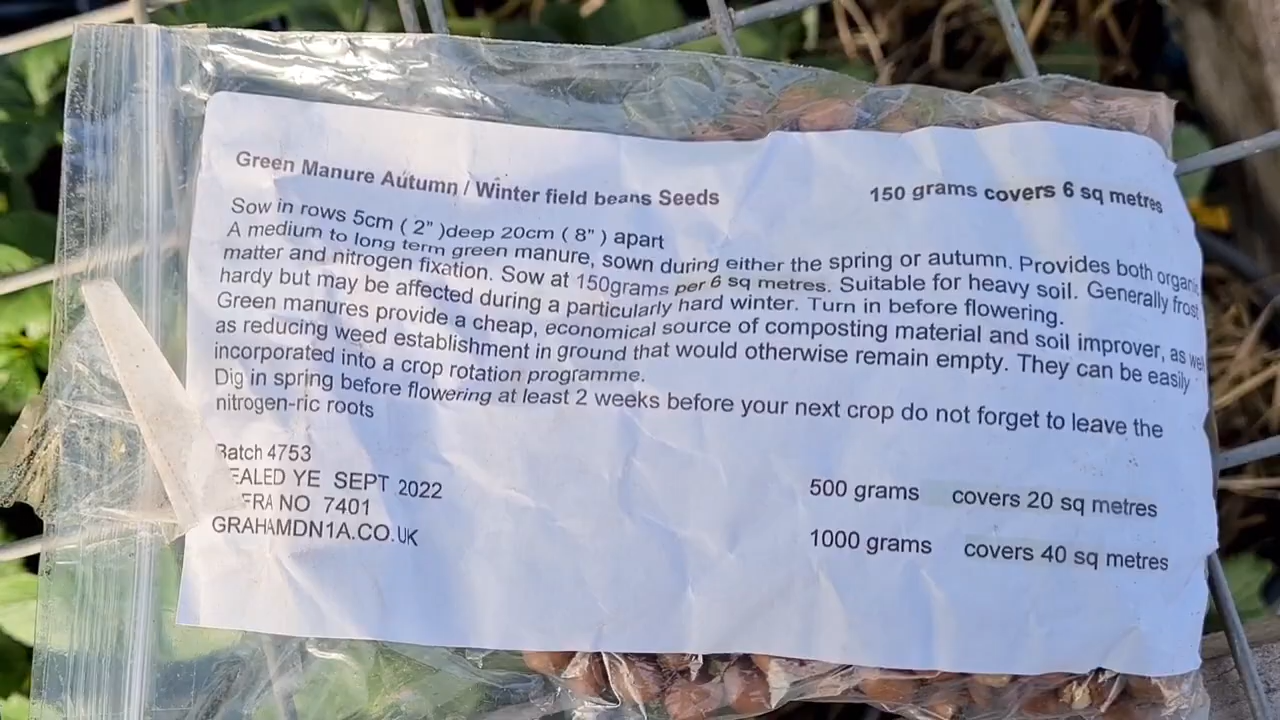 Green Manure Autumn / Winter field beans Seeds 150 grams covers 6 sq metres
Sow in rows 5cm ( 2" )deep 20cm ( 8" ) apart
A medium to long term green manure, sown during either the spring or autumn. Provides both organic
matter and nitrogen fixation. Sow at 150grams per 6 sq metres. Suitable for heavy soil. Generally frost
hardy but may be affected during a particularly hard winter. Turn in before flowering.
Green manures provide a cheap, economical source of composting material and soil improver, as well
as reducing weed establishment in ground that would otherwise remain empty. They can be easily
incorporated into a crop rotation programme.
Dig in spring before flowering at least 2 weeks before your next crop do not forget to leave the
nitrogen-ric roots
Batch 4753
EALED YE SEPT 2022
FRA NO 7401
GRAHAMDN1A.CO.UK
500 grams covers 20 sq metres
1000 grams covers 40 sq metres